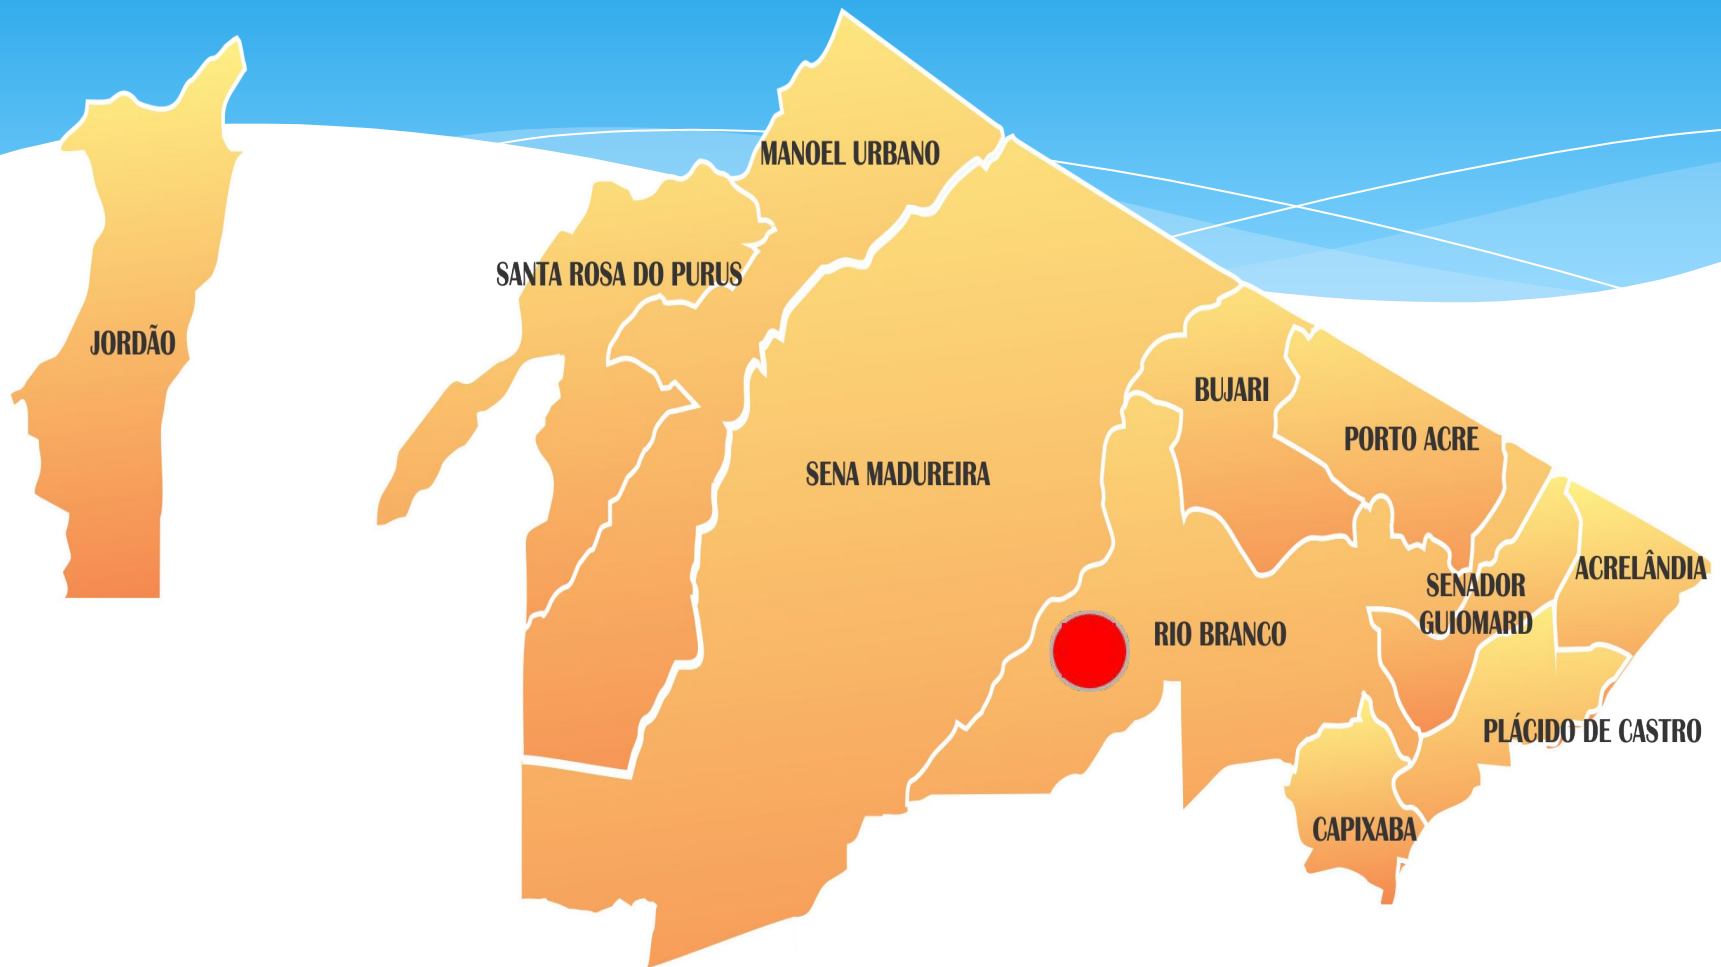 MANOEL URBANO
SANTA ROSA DO PURUS
JORDÃO
BUJARI
PORTO ACRE
SENA MADUREIRA
ACRELÂNDIA
SENADOR
GUIOMARD
RIO BRANCO
PLÁCIDO DE CASTRO
CAPIXABA